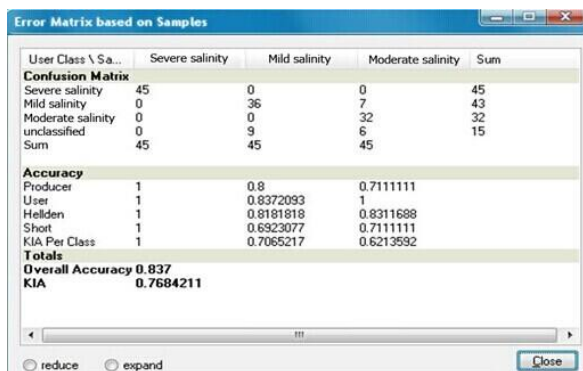 Error Matrix based on Samples
User Class \ Sa... Severe salinity Mild salinity Moderate salinity Sum
Confusion Matrix
Severe salinity 45 0 0 45
Mild salinity 0 36 7 43
Moderate salinity 0 0 32 32
unclassified 0 9 6 15
Sum 45 45 45
Accuracy
Producer 1 0.8 0.7111111
User 1 0.8372093 1
Hellden 1 0.8181818 0.8311688
Short 1 0.6923077 0.7111111
KIA Per Class 1 0.7065217 0.6213592
Totals
Overall Accuracy 0.837
KIA 0.7684211
reduce expand Close